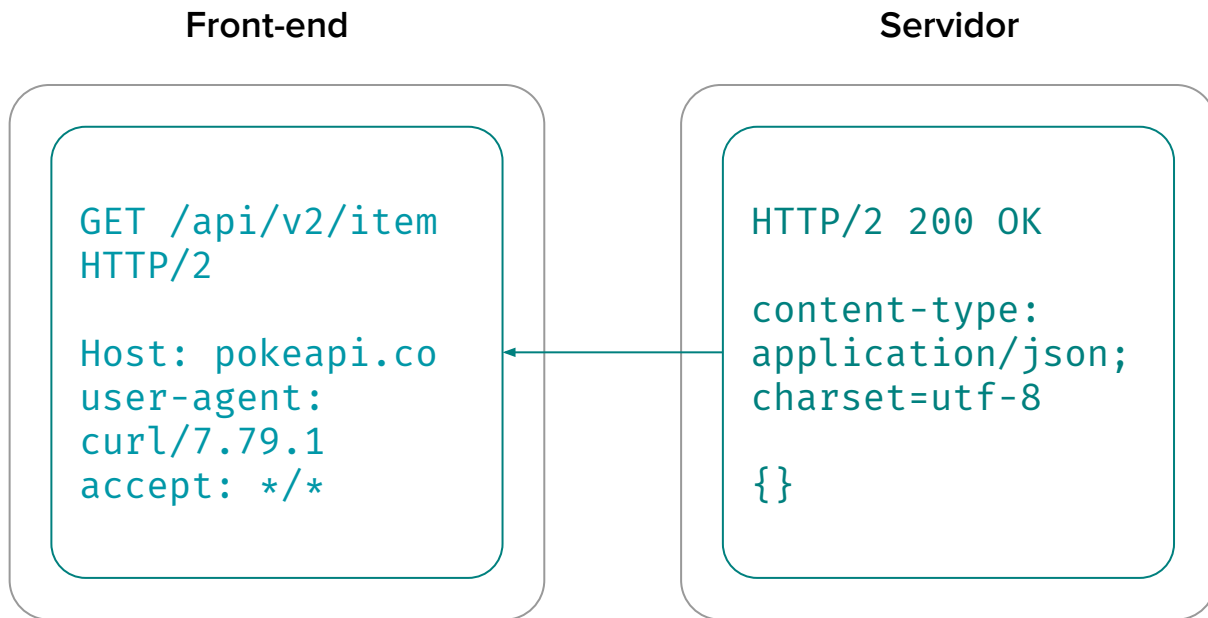 Front-end
Servidor
GET /api/v2/item
HTTP/2
Host: pokeapi.co
user-agent:
curl/7.79.1
accept: */*
HTTP/2 200 OK
content-type:
application/json;
charset=utf-8
{}